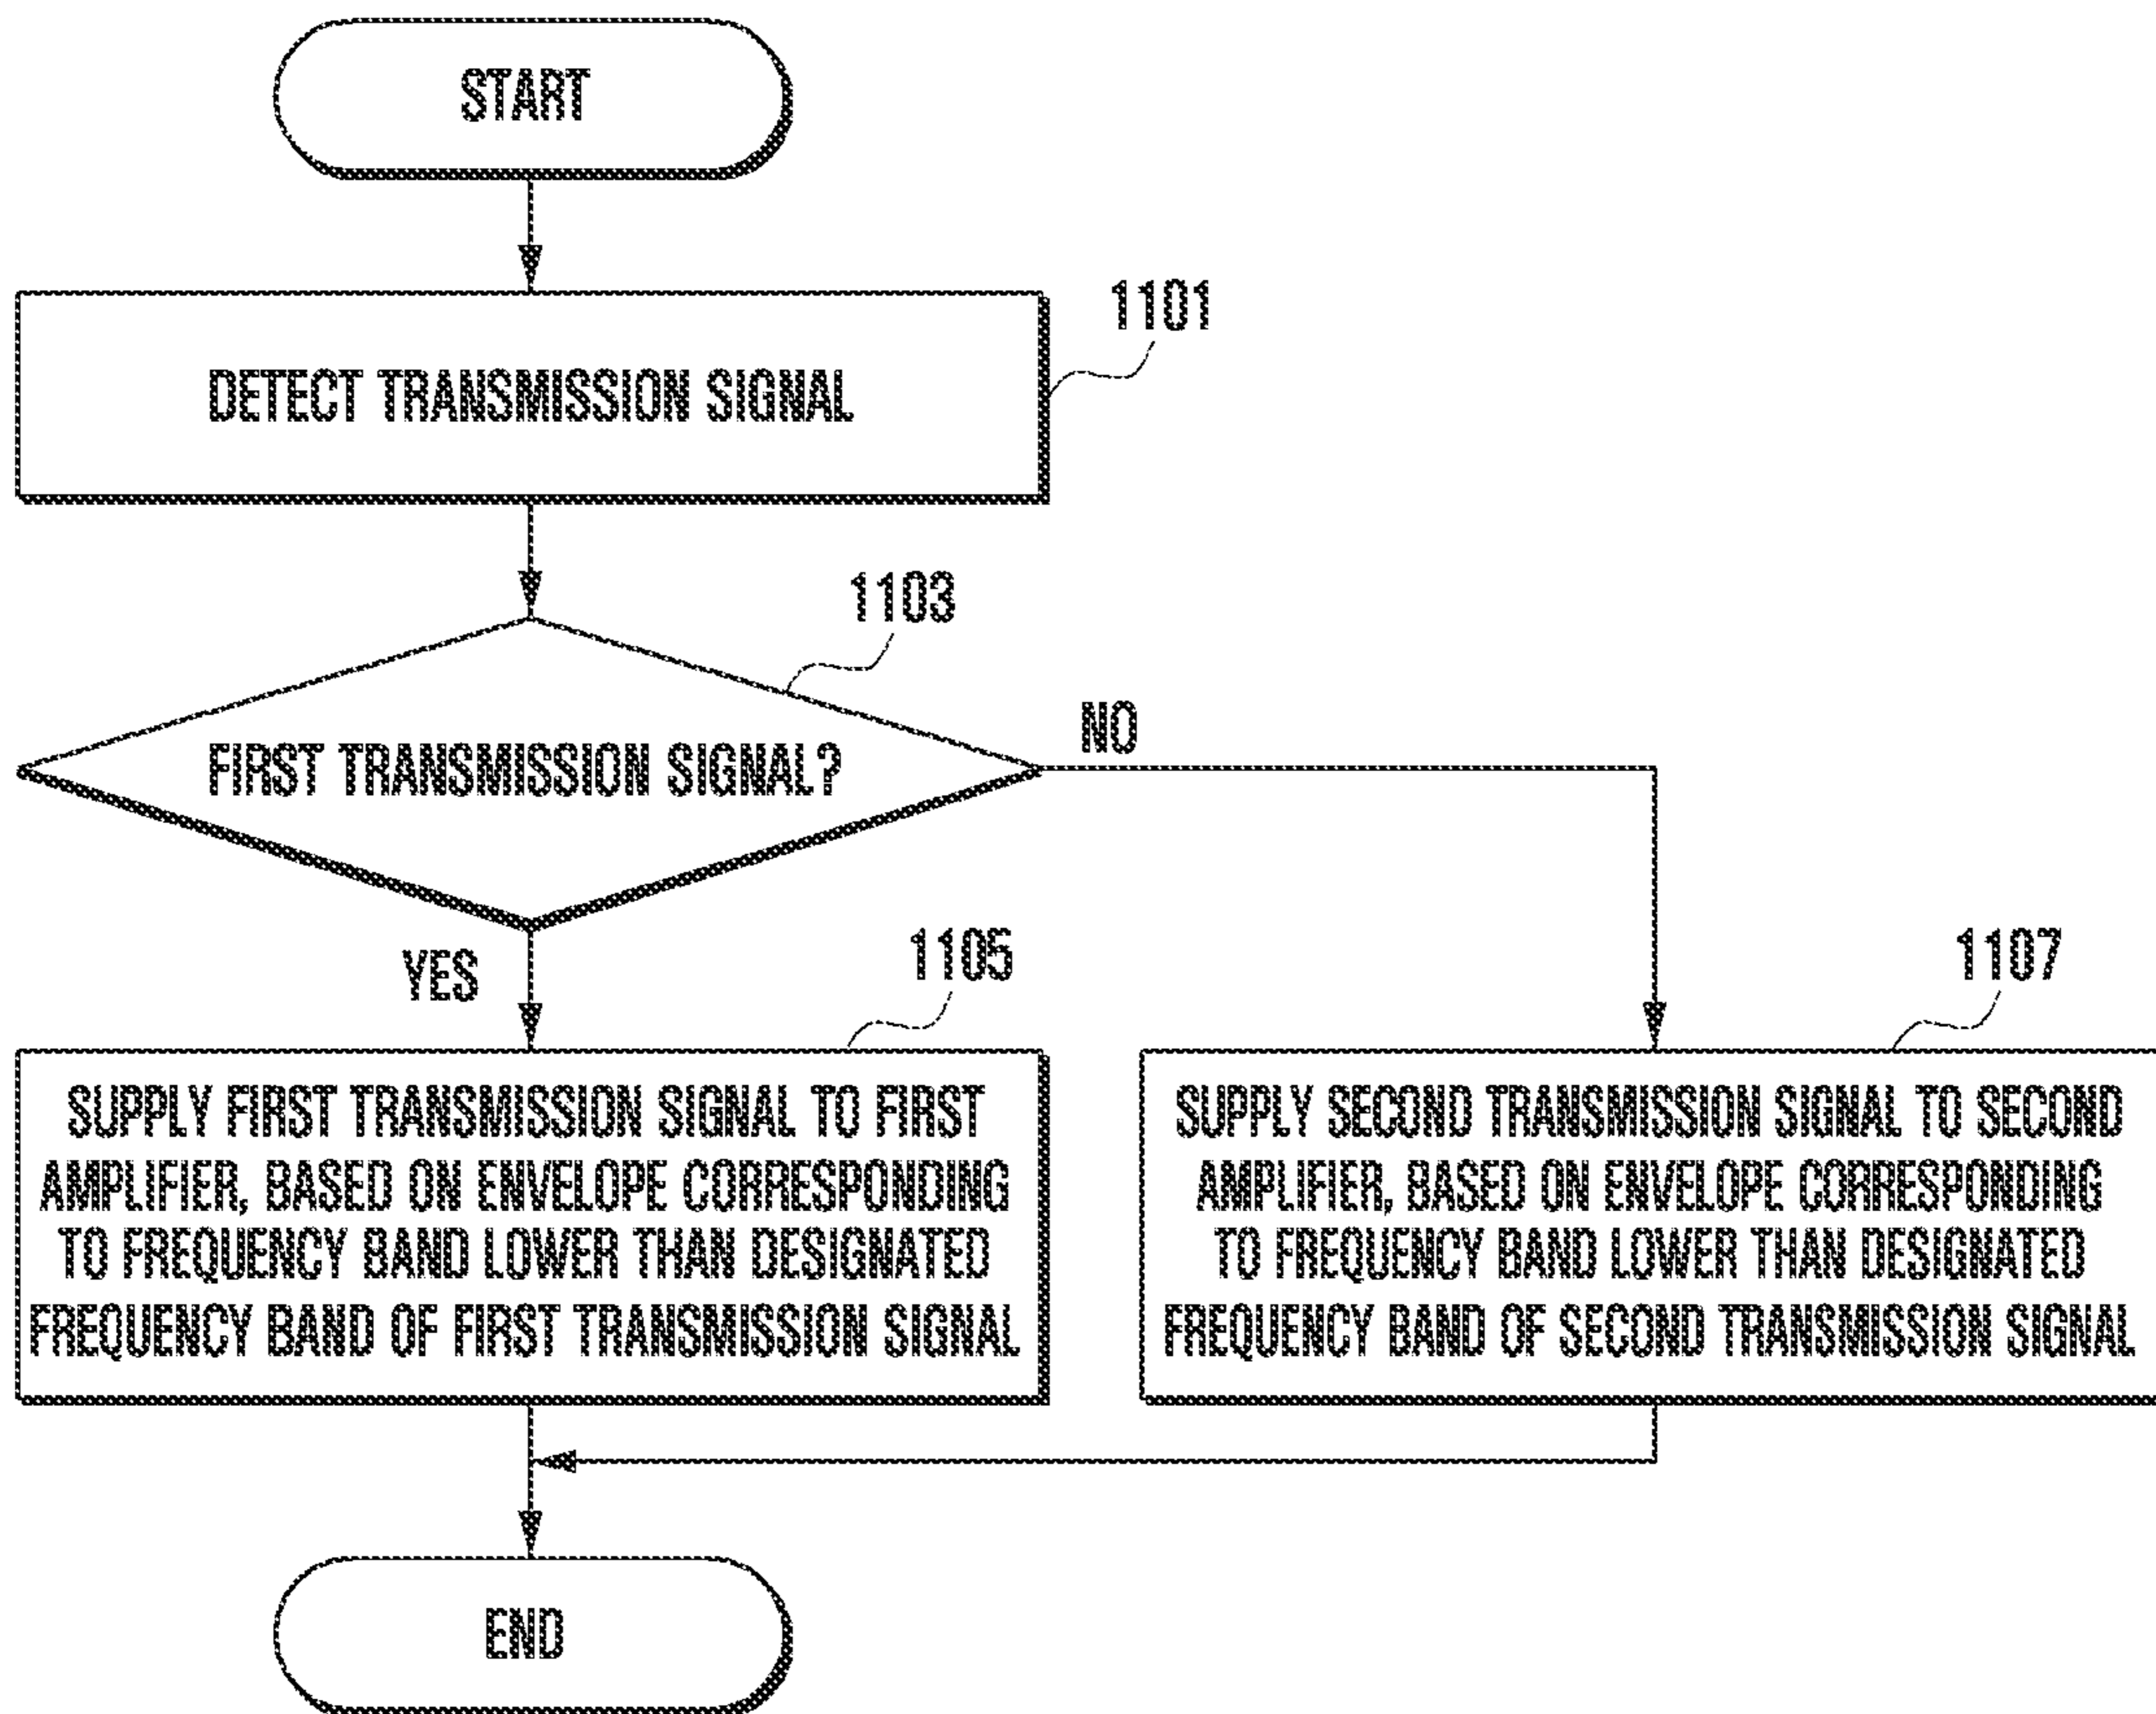 START
1101
DETECT TRANSMISSION SIGNAL
1103
FIRST TRANSMISSION SIGNAL?
NO
YES
1105
SUPPLY FIRST TRANSMISSION SIGNAL TO FIRST
AMPLIFIER, BASED ON ENVELOPE CORRESPONDING
TO FREQUENCY BAND LOWER THAN DESIGNATED
FREQUENCY BAND OF FIRST TRANSMISSION SIGNAL
1107
SUPPLY SECOND TRANSMISSION SIGNAL TO SECOND
AMPLIFIER, BASED ON ENVELOPE CORRESPONDING
TO FREQUENCY BAND LOWER THAN DESIGNATED
FREQUENCY BAND OF SECOND TRANSMISSION SIGNAL
END